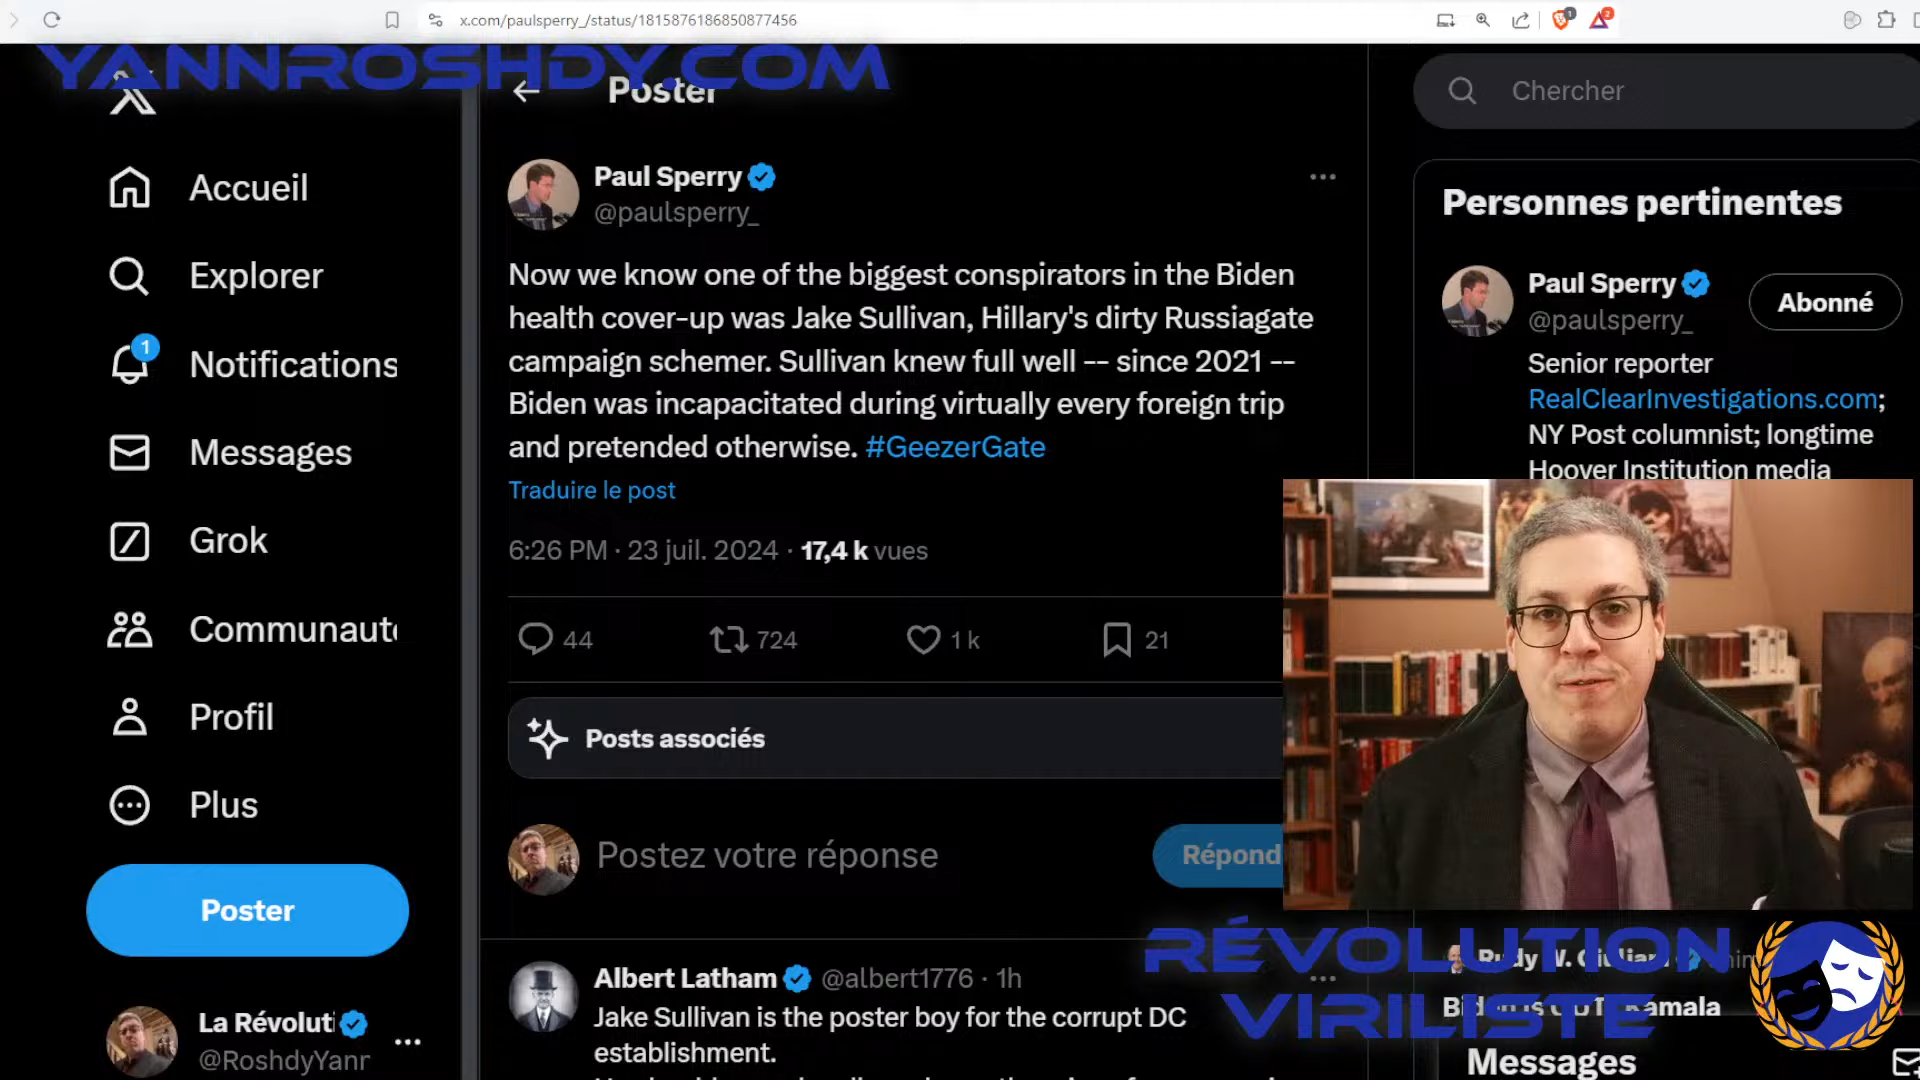 x.com/paulsperry_/status/1815876186850877456
YANNROSHDY.COM
Poster
Chercher
Accueil
Explorer
1
Notifications
Messages
Grok
Communaut
Profil
Plus
Poster
La Révoluti
@RoshdyYanr
Paul Sperry
@paulsperry_
Now we know one of the biggest conspirators in the Biden
health cover-up was Jake Sullivan, Hillary's dirty Russiagate
campaign schemer. Sullivan knew full well -- since 2021 --
Biden was incapacitated during virtually every foreign trip
and pretended otherwise. #GeezerGate
Traduire le post
6:26 PM · 23 juil. 2024 · 17,4 k vues
44 724 1 k 21
Posts associés
Postez votre réponse
Répond
Albert Latham @albert1776 · 1h
Jake Sullivan is the poster boy for the corrupt DC
establishment.
Personnes pertinentes
Paul Sperry
@paulsperry_
Abonné
Senior reporter
RealClearInvestigations.com;
NY Post columnist; longtime
Hoover Institution media
RÉVOLUTION
VIRILISTE
Rudy W. Giuliani
Kamala
Messages